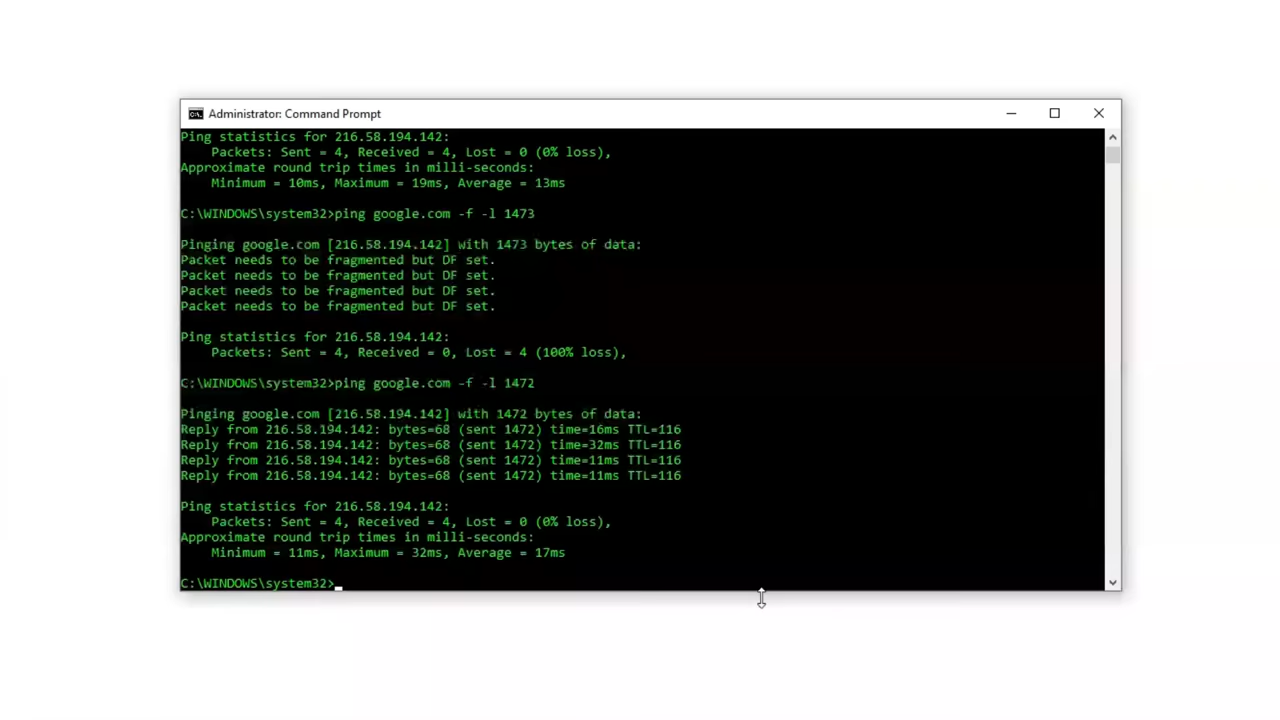 Administrator: Command Prompt
Ping statistics for 216.58.194.142:
Packets: Sent = 4, Received = 4, Lost = 0 (0% loss),
Approximate round trip times in milli-seconds:
Minimum = 10ms, Maximum = 19ms, Average = 13ms
C:\WINDOWS\system32>ping google.com -f -l 1473
Pinging google.com [216.58.194.142] with 1473 bytes of data:
Packet needs to be fragmented but DF set.
Packet needs to be fragmented but DF set.
Packet needs to be fragmented but DF set.
Packet needs to be fragmented but DF set.
Ping statistics for 216.58.194.142:
Packets: Sent = 4, Received = 0, Lost = 4 (100% loss),
C:\WINDOWS\system32>ping google.com -f -l 1472
Pinging google.com [216.58.194.142] with 1472 bytes of data:
Reply from 216.58.194.142: bytes=68 (sent 1472) time=16ms TTL=116
Reply from 216.58.194.142: bytes=68 (sent 1472) time=32ms TTL=116
Reply from 216.58.194.142: bytes=68 (sent 1472) time=11ms TTL=116
Reply from 216.58.194.142: bytes=68 (sent 1472) time=11ms TTL=116
Ping statistics for 216.58.194.142:
Packets: Sent = 4, Received = 4, Lost = 0 (0% loss),
Approximate round trip times in milli-seconds:
Minimum = 11ms, Maximum = 32ms, Average = 17ms
C:\WINDOWS\system32>